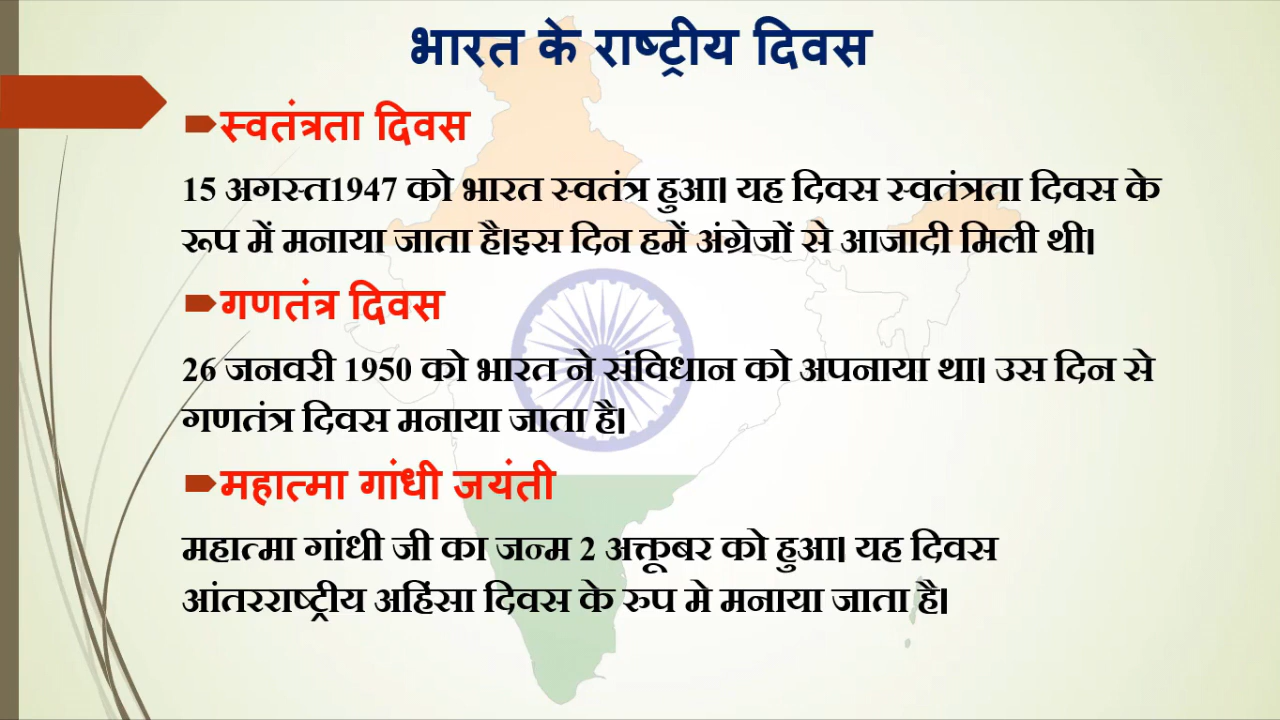 भारत के राष्ट्रीय दिवस
स्वतंत्रता दिवस
15 अगस्त1947 को भारत स्वतंत्र हुआ। यह दिवस स्वतंत्रता दिवस के
रूप में मनाया जाता है।इस दिन हमें अंग्रेजों से आजादी मिली थी।
गणतंत्र दिवस
26 जनवरी 1950 को भारत ने संविधान को अपनाया था। उस दिन से
गणतंत्र दिवस मनाया जाता है।
महात्मा गांधी जयंती
महात्मा गांधी जी का जन्म 2 अक्तूबर को हुआ। यह दिवस
आंतरराष्ट्रीय अहिंसा दिवस के रुप मे मनाया जाता है।